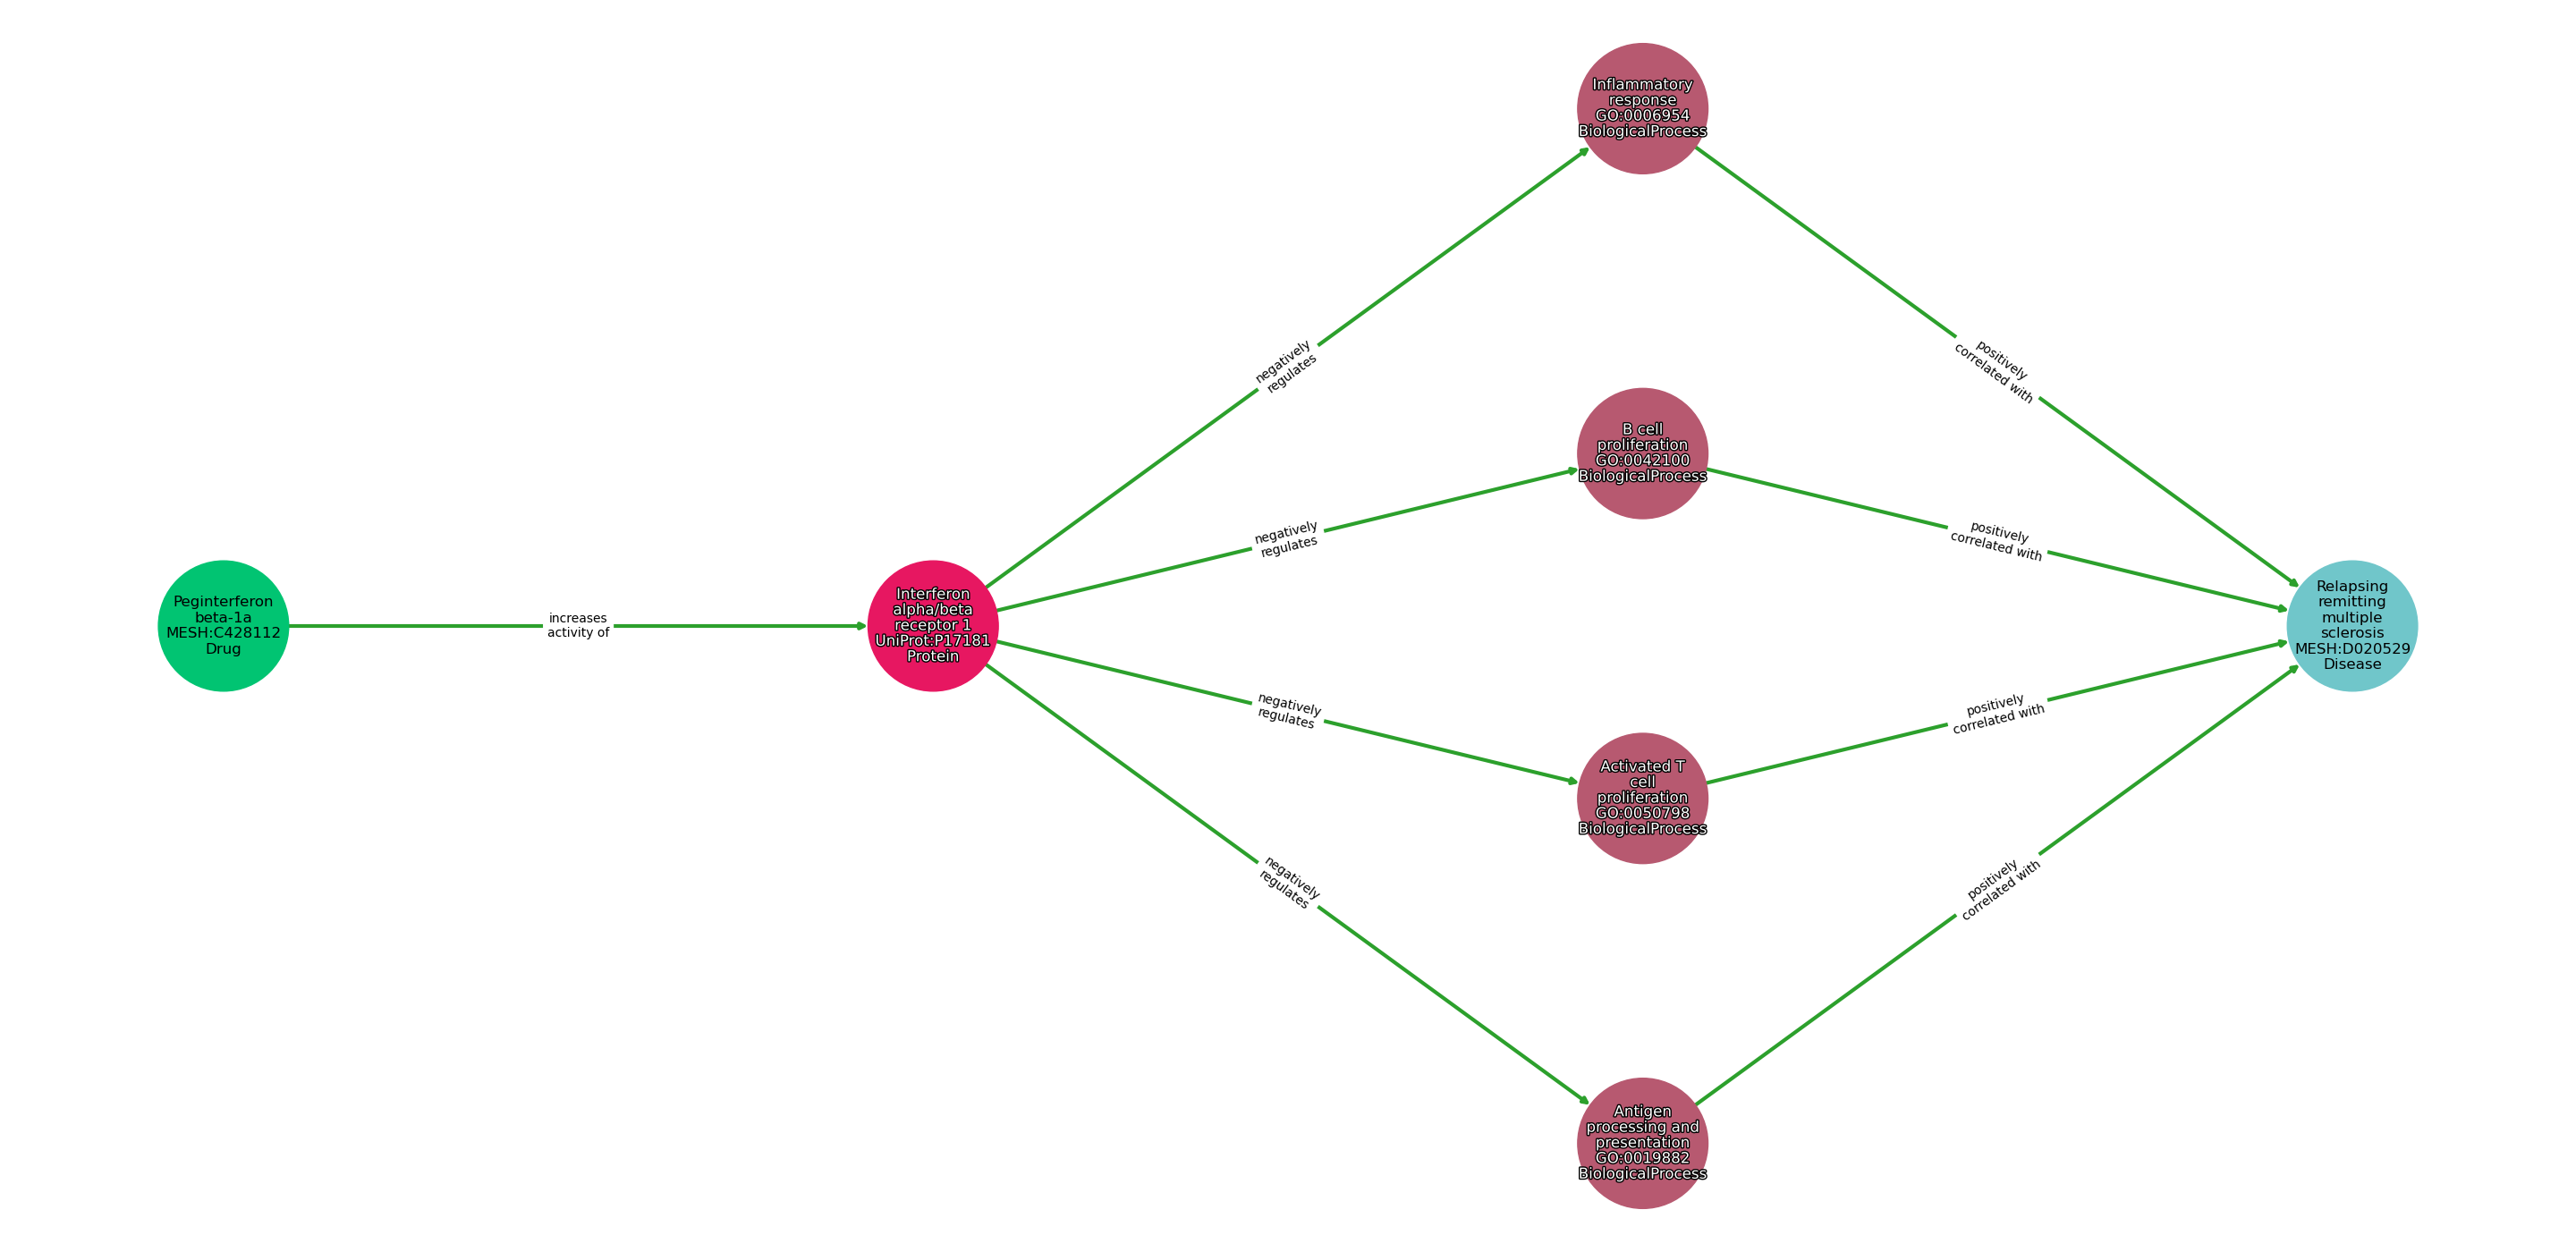 Inflammatory
response
GO:0006954
BiologicalProcess
positively
correlated with
negatively
regulates
B cell
proliferation
GO:0042100
BiologicalProcess
positively
correlated with
negatively
regulates
Peginterferon
beta-1a
MESH:C428112
Drug
increases
activity of
Interferon
alpha/beta
receptor 1
UniProt:P17181
Protein
Relapsing
remitting
multiple
sclerosis
MESH:D020529
Disease
negatively
regulates
positively
correlated with
Activated T
cell
proliferation
GO:0050798
BiologicalProcess
negatively
regulates
positively
correlated with
Antigen
processing and
presentation
GO:0019882
BiologicalProcess